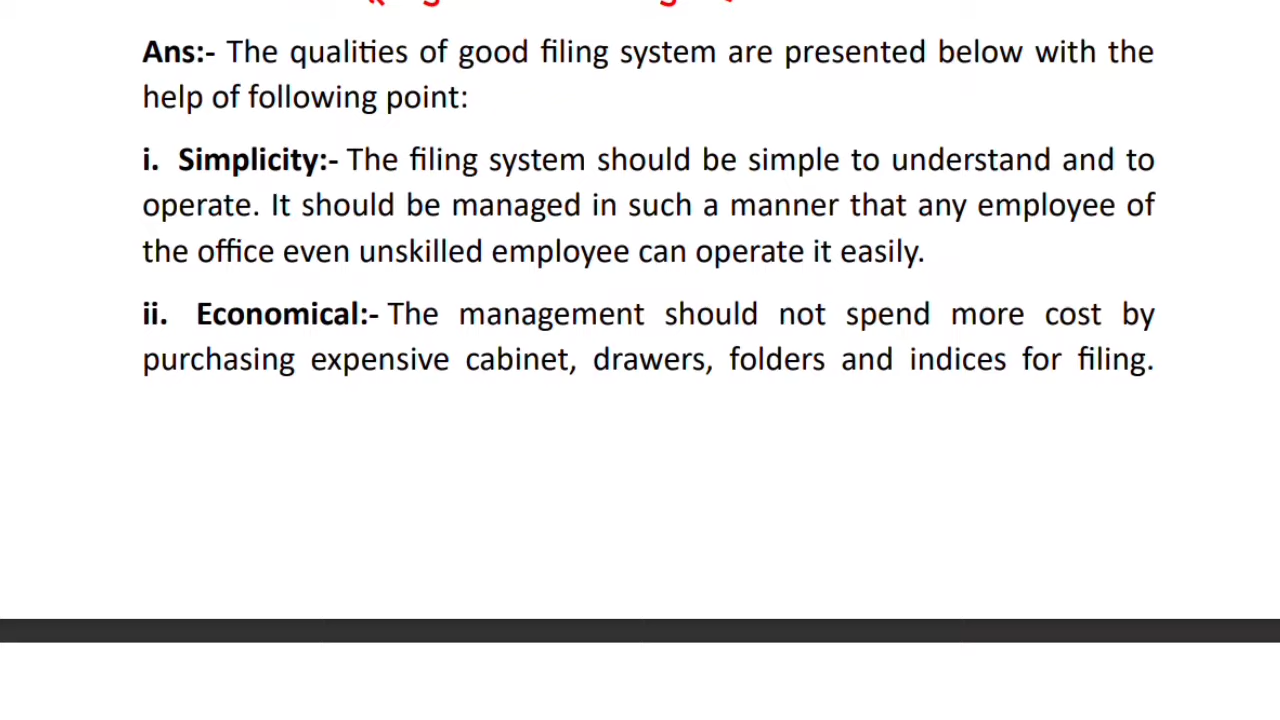 Ans:- The qualities of good filing system are presented below with the
help of following point:
i. Simplicity:- The filing system should be simple to understand and to
operate. It should be managed in such a manner that any employee of
the office even unskilled employee can operate it easily.
ii. Economical:- The management should not spend more cost by
purchasing expensive cabinet, drawers, folders and indices for filing.